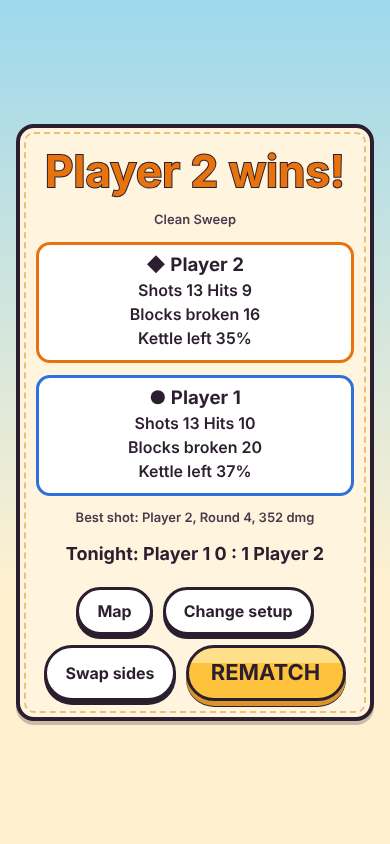 Player 2 wins!
Clean Sweep
◆ Player 2
Shots 13 Hits 9
Blocks broken 16
Kettle left 35%
● Player 1
Shots 13 Hits 10
Blocks broken 20
Kettle left 37%
Best shot: Player 2, Round 4, 352 dmg
Tonight: Player 1 0 : 1 Player 2
Map
Change setup
Swap sides
REMATCH